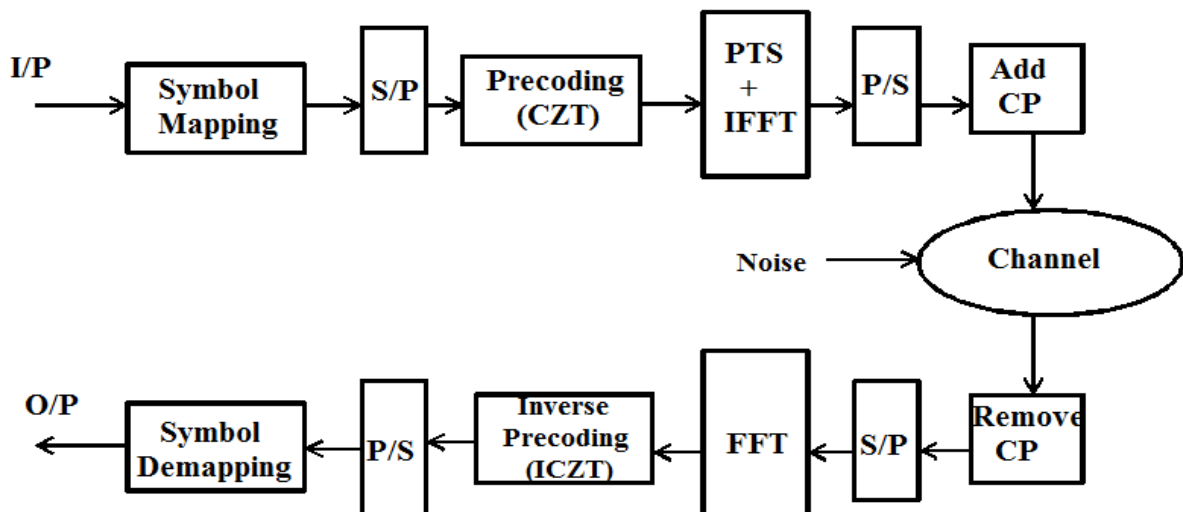 I/P
Symbol
Mapping
S/P
Precoding
(CZT)
PTS
+
IFFT
P/S
Add
CP
Noise
Channel
O/P
Symbol
Demapping
P/S
Inverse
Precoding
(ICZT)
FFT
S/P
Remove
CP